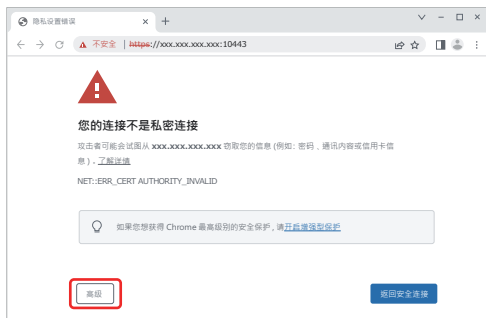 隐私设置错误
不安全 | https://xxx.xxx.xxx.xxx:10443
您的连接不是私密连接
攻击者可能会试图从 xxx.xxx.xxx.xxx 窃取您的信息 (例如: 密码 , 通讯内容或信用卡信
息) 。了解详情
NET::ERR_CERT AUTHORITY_INVALID
如果您想获得 Chrome 最高级别的安全保护 , 请开启增强型保护
高级
返回安全连接